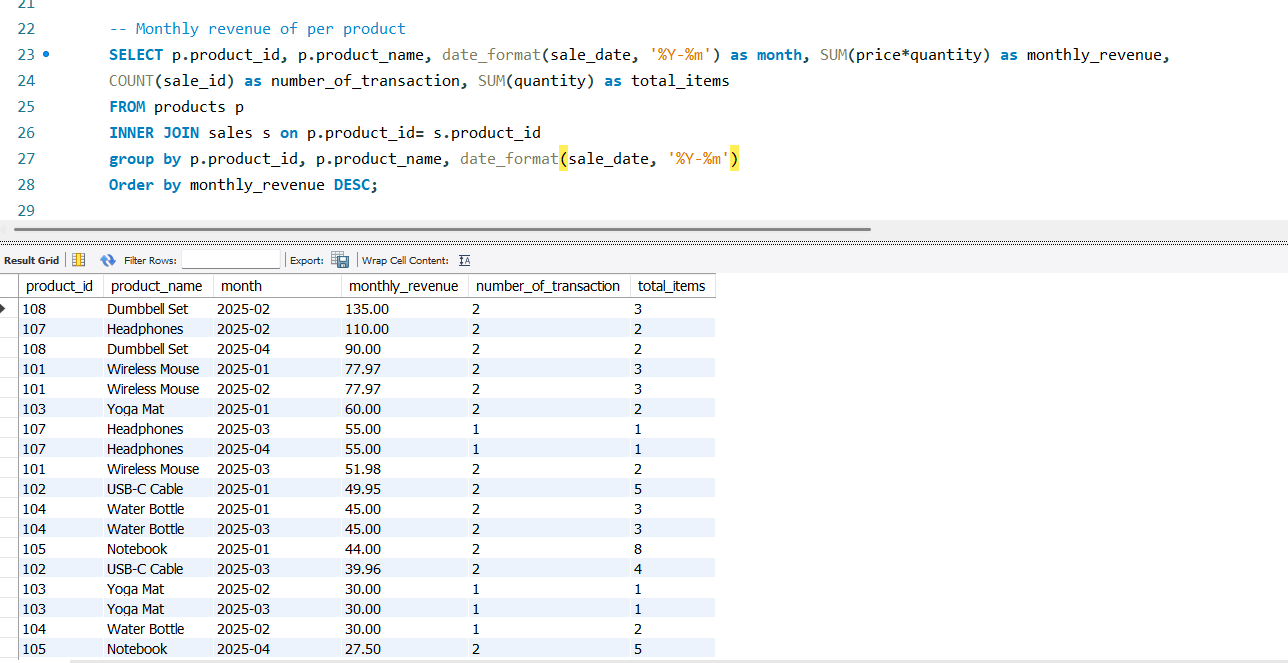 21
22 -- Monthly revenue of per product
23 SELECT p.product_id, p.product_name, date_format(sale_date, '%Y-%m') as month, SUM(price*quantity) as monthly_revenue,
24 COUNT(sale_id) as number_of_transaction, SUM(quantity) as total_items
25 FROM products p
26 INNER JOIN sales s on p.product_id= s.product_id
27 group by p.product_id, p.product_name, date_format(sale_date, '%Y-%m')
28 Order by monthly_revenue DESC;
29
Result Grid Filter Rows: Export: Wrap Cell Content:
product_id product_name month monthly_revenue number_of_transaction total_items
108 Dumbbell Set 2025-02 135.00 2 3
107 Headphones 2025-02 110.00 2 2
108 Dumbbell Set 2025-04 90.00 2 2
101 Wireless Mouse 2025-01 77.97 2 3
101 Wireless Mouse 2025-02 77.97 2 3
103 Yoga Mat 2025-01 60.00 2 2
107 Headphones 2025-03 55.00 1 1
107 Headphones 2025-04 55.00 1 1
101 Wireless Mouse 2025-03 51.98 2 2
102 USB-C Cable 2025-01 49.95 2 5
104 Water Bottle 2025-01 45.00 2 3
104 Water Bottle 2025-03 45.00 2 3
105 Notebook 2025-01 44.00 2 8
102 USB-C Cable 2025-03 39.96 2 4
103 Yoga Mat 2025-02 30.00 1 1
103 Yoga Mat 2025-03 30.00 1 1
104 Water Bottle 2025-02 30.00 1 2
105 Notebook 2025-04 27.50 2 5